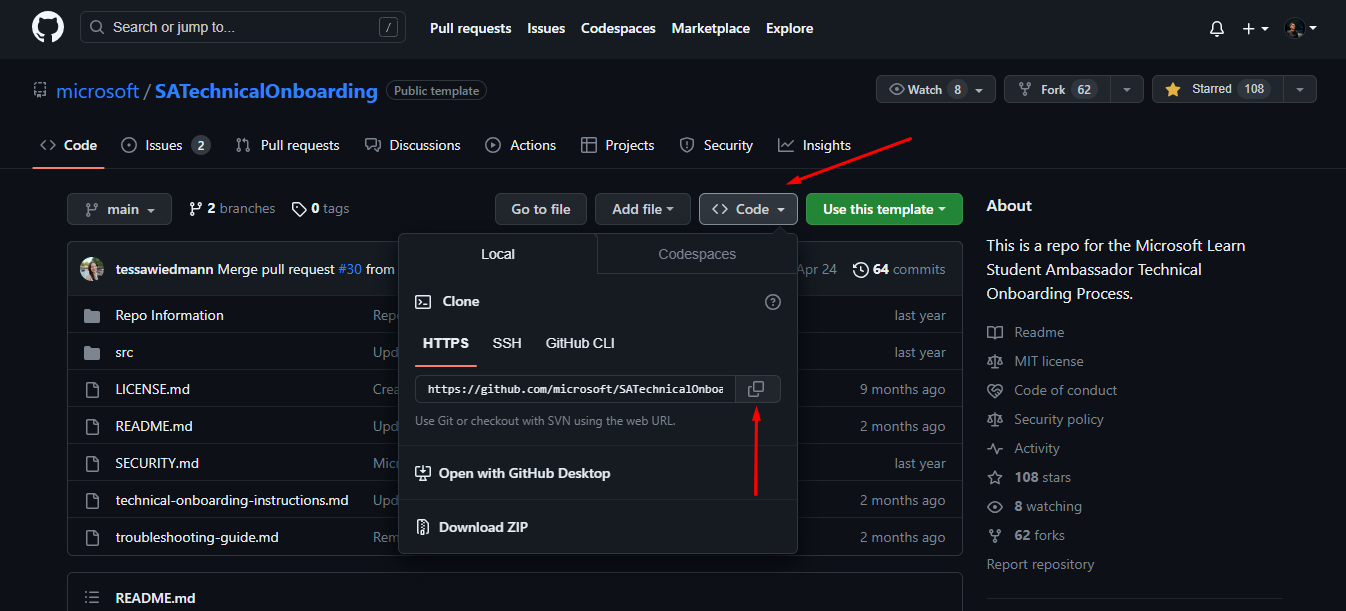 Search or jump to... /
Pull requests Issues Codespaces Marketplace Explore
microsoft / SATechnicalOnboarding Public template
Watch 8 Fork 62 Starred 108
Code Issues 2 Pull requests Discussions Actions Projects Security Insights
main 2 branches 0 tags Go to file Add file Code Use this template
tessawiedmann Merge pull request #30 from Apr 24 64 commits
Repo Information Repo last year
src Upd last year
LICENSE.md Crea 9 months ago
README.md Upd 2 months ago
SECURITY.md Micr last year
technical-onboarding-instructions.md Upd 2 months ago
troubleshooting-guide.md Rem 2 months ago
README.md
Local Codespaces
Clone
HTTPS SSH GitHub CLI
https://github.com/microsoft/SATechnicalOnboa
Use Git or checkout with SVN using the web URL.
Open with GitHub Desktop
Download ZIP
About
This is a repo for the Microsoft Learn
Student Ambassador Technical
Onboarding Process.
Readme
MIT license
Code of conduct
Security policy
Activity
108 stars
8 watching
62 forks
Report repository